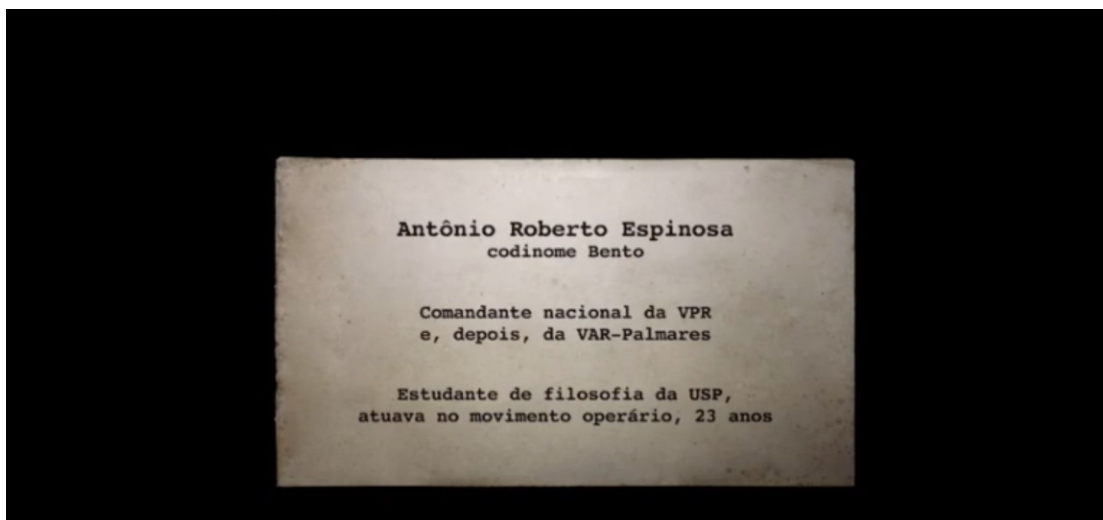 Antônio Roberto Espinosa
codinome Bento
Comandante nacional da VPR
e, depois, da VAR-Palmares
Estudante de filosofia da USP,
atuava no movimento operário, 23 anos